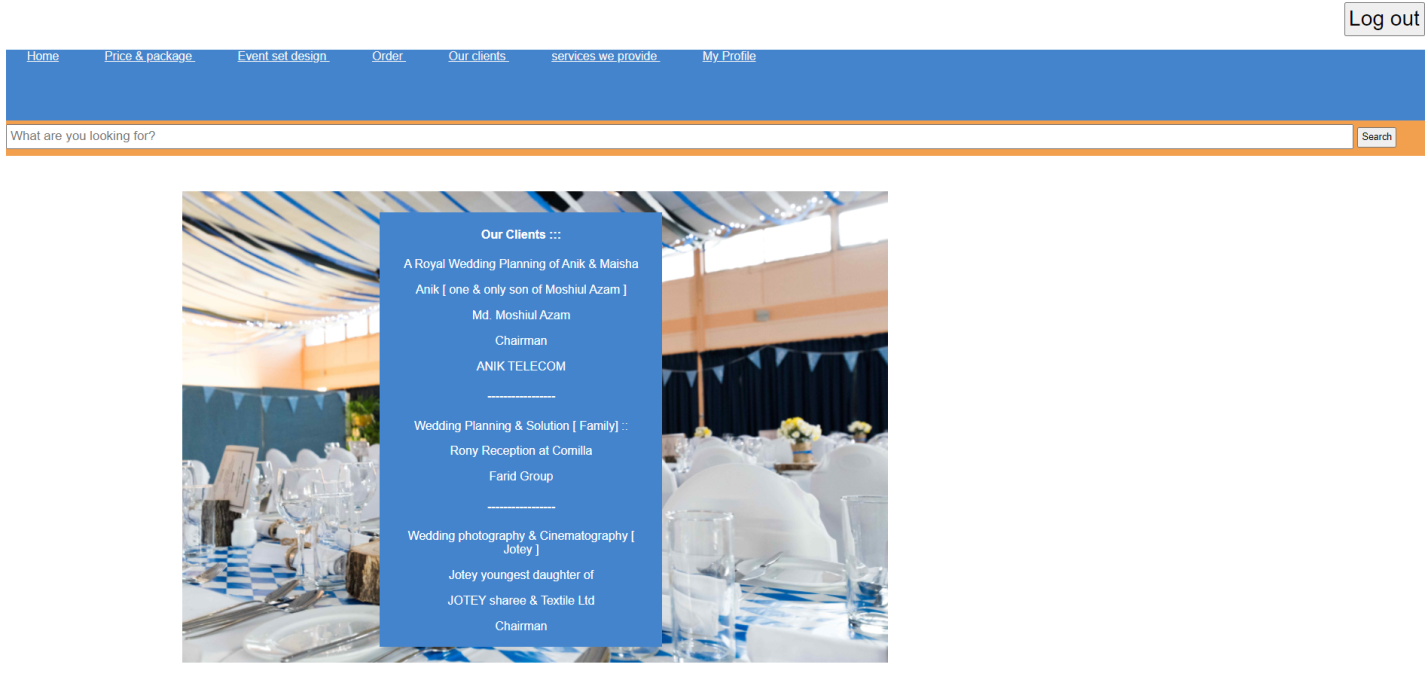 Log out
Home Price & package Event set design Order Our clients services we provide My Profile
What are you looking for? Search
Our Clients :::
A Royal Wedding Planning of Anik & Maisha
Anik [ one & only son of Moshiul Azam ]
Md. Moshiul Azam
Chairman
ANIK TELECOM
-----------------
Wedding Planning & Solution [ Family] ::
Rony Reception at Comilla
Farid Group
-----------------
Wedding photography & Cinematography [
Jotey ]
Jotey youngest daughter of
JOTEY sharee & Textile Ltd
Chairman